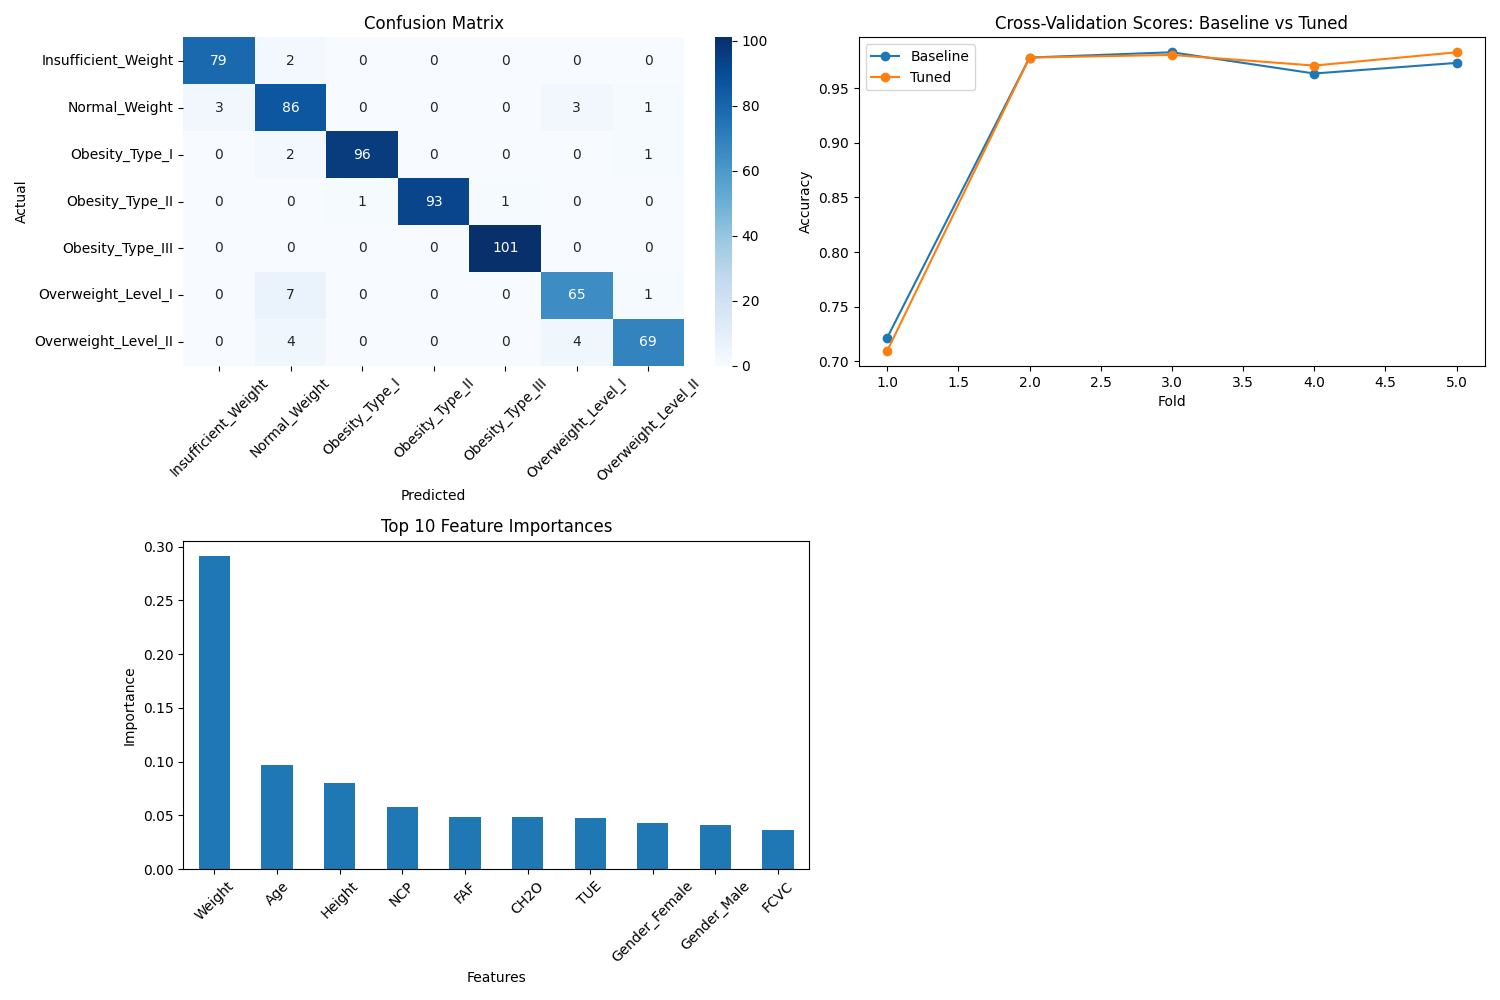 Confusion Matrix
Actual
Insufficient_Weight 79 2 0 0 0 0 0
Normal_Weight 3 86 0 0 0 3 1
Obesity_Type_I 0 2 96 0 0 0 1
Obesity_Type_II 0 0 1 93 1 0 0
Obesity_Type_III 0 0 0 0 101 0 0
Overweight_Level_I 0 7 0 0 0 65 1
Overweight_Level_II 0 4 0 0 0 4 69
Insufficient_Weight Normal_Weight Obesity_Type_I Obesity_Type_II Obesity_Type_III Overweight_Level_I Overweight_Level_II
Predicted
100
80
60
40
20
0
Cross-Validation Scores: Baseline vs Tuned
Baseline
Tuned
Accuracy
0.95
0.90
0.85
0.80
0.75
0.70
1.0 1.5 2.0 2.5 3.0 3.5 4.0 4.5 5.0
Fold
Top 10 Feature Importances
Importance
0.30
0.25
0.20
0.15
0.10
0.05
0.00
Weight Age Height NCP FAF CH2O TUE Gender_Female Gender_Male FCVC
Features